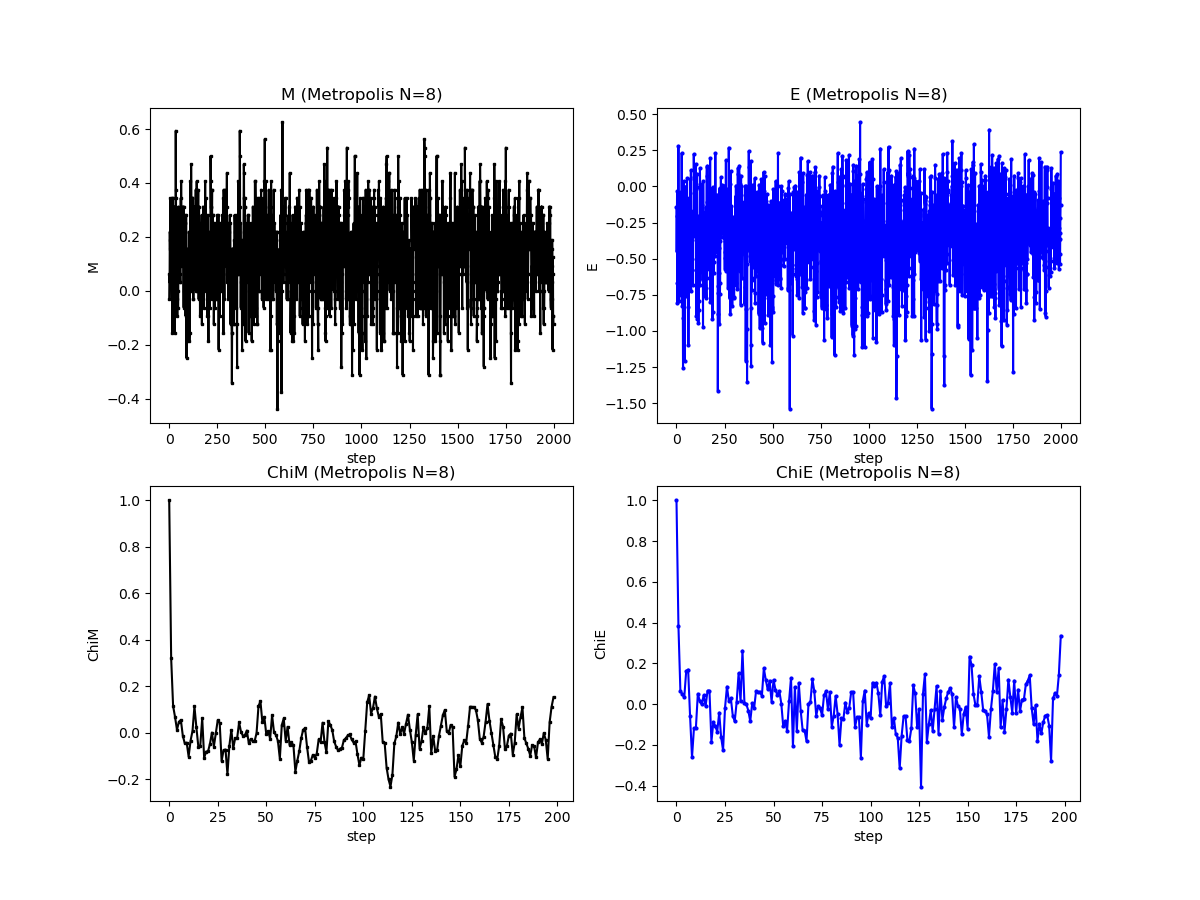 M (Metropolis N=8)
0.6
0.4
0.2
0.0
−0.2
−0.4
M
0 250 500 750 1000 1250 1500 1750 2000
step
E (Metropolis N=8)
0.50
0.25
0.00
−0.25
−0.50
−0.75
−1.00
−1.25
−1.50
E
0 250 500 750 1000 1250 1500 1750 2000
step
ChiM (Metropolis N=8)
1.0
0.8
0.6
0.4
0.2
0.0
−0.2
ChiM
0 25 50 75 100 125 150 175 200
step
ChiE (Metropolis N=8)
1.0
0.8
0.6
0.4
0.2
0.0
−0.2
−0.4
ChiE
0 25 50 75 100 125 150 175 200
step